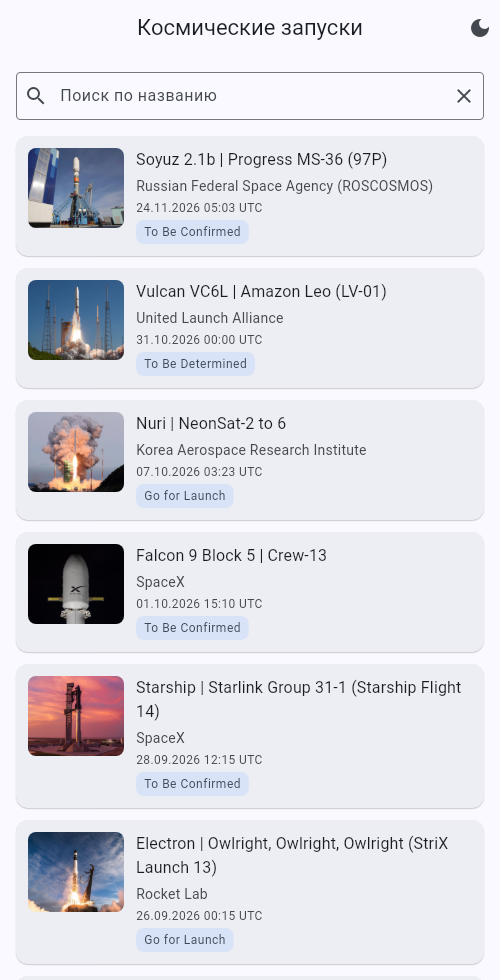 Космические запуски
Поиск по названию
Soyuz 2.1b | Progress MS-36 (97P)
Russian Federal Space Agency (ROSCOSMOS)
24.11.2026 05:03 UTC
To Be Confirmed
Vulcan VC6L | Amazon Leo (LV-01)
United Launch Alliance
31.10.2026 00:00 UTC
To Be Determined
Nuri | NeonSat-2 to 6
Korea Aerospace Research Institute
07.10.2026 03:23 UTC
Go for Launch
Falcon 9 Block 5 | Crew-13
SpaceX
01.10.2026 15:10 UTC
To Be Confirmed
Starship | Starlink Group 31-1 (Starship Flight
14)
SpaceX
28.09.2026 12:15 UTC
To Be Confirmed
Electron | Owlright, Owlright, Owlright (StriX
Launch 13)
Rocket Lab
26.09.2026 00:15 UTC
Go for Launch